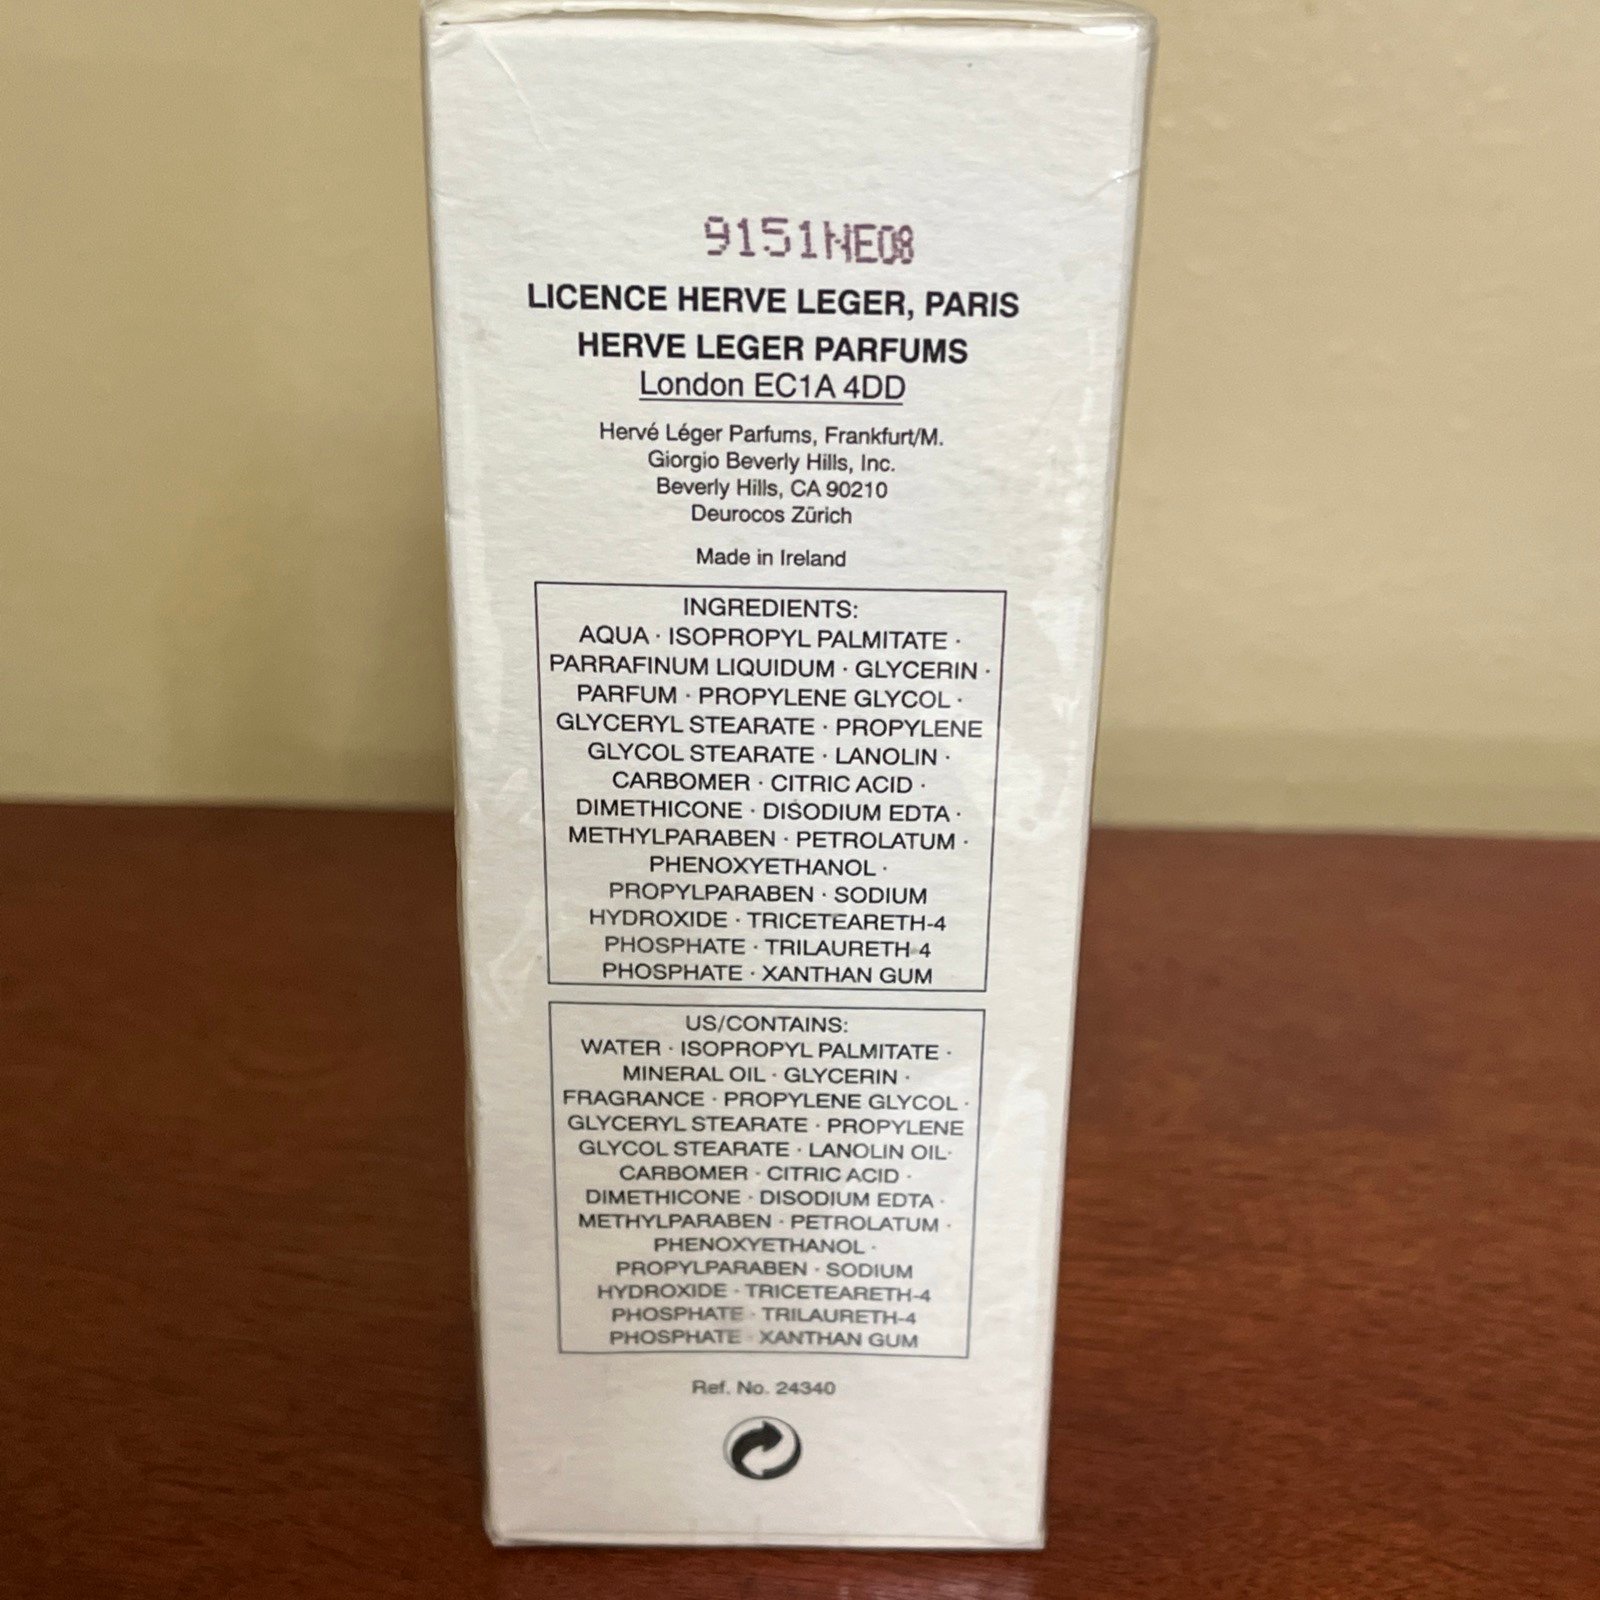 9151NE08
LICENCE HERVE LEGER, PARIS
HERVE LEGER PARFUMS
London EC1A 4DD
Hervé Léger Parfums, Frankfurt/M.
Giorgio Beverly Hills, Inc.
Beverly Hills, CA 90210
Deurocos Zürich
Made in Ireland
INGREDIENTS:
AQUA · ISOPROPYL PALMITATE ·
PARRAFINUM LIQUIDUM · GLYCERIN ·
PARFUM · PROPYLENE GLYCOL ·
GLYCERYL STEARATE · PROPYLENE
GLYCOL STEARATE · LANOLIN ·
CARBOMER · CITRIC ACID ·
DIMETHICONE · DISODIUM EDTA ·
METHYLPARABEN · PETROLATUM ·
PHENOXYETHANOL ·
PROPYLPARABEN · SODIUM
HYDROXIDE · TRICETEARETH-4
PHOSPHATE · TRILAURETH-4
PHOSPHATE · XANTHAN GUM
US/CONTAINS:
WATER · ISOPROPYL PALMITATE ·
MINERAL OIL · GLYCERIN ·
FRAGRANCE · PROPYLENE GLYCOL ·
GLYCERYL STEARATE · PROPYLENE
GLYCOL STEARATE · LANOLIN OIL·
CARBOMER · CITRIC ACID ·
DIMETHICONE · DISODIUM EDTA ·
METHYLPARABEN · PETROLATUM ·
PHENOXYETHANOL ·
PROPYLPARABEN · SODIUM
HYDROXIDE · TRICETEARETH-4
PHOSPHATE · TRILAURETH-4
PHOSPHATE · XANTHAN GUM
Ref. No. 24340